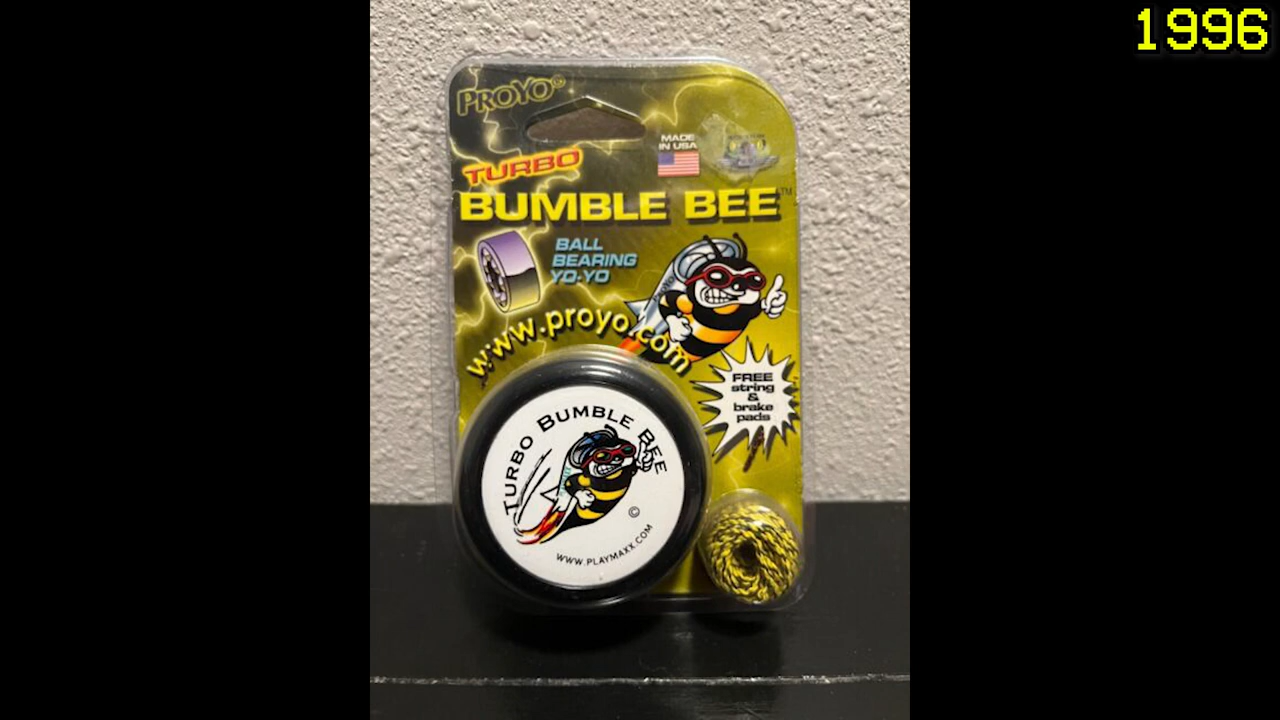 1996
PROYO®
MADE
IN USA
TURBO
BUMBLE BEE™
BALL
BEARING
YO-YO
www.proyo.com
FREE
string
&
brake
pads
TURBO BUMBLE BEE
©
WWW.PLAYMAXX.COM